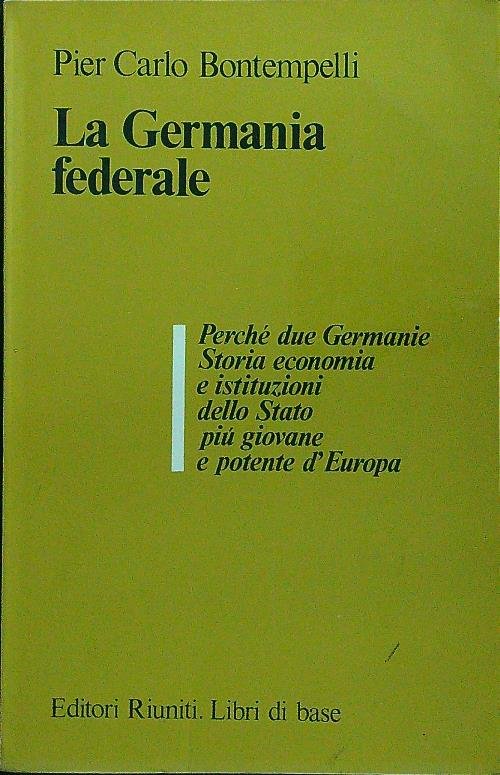 Pier Carlo Bontempelli
La Germania
federale
Perché due Germanie
Storia economia
e istituzioni
dello Stato
piú giovane
e potente d'Europa
Editori Riuniti. Libri di base